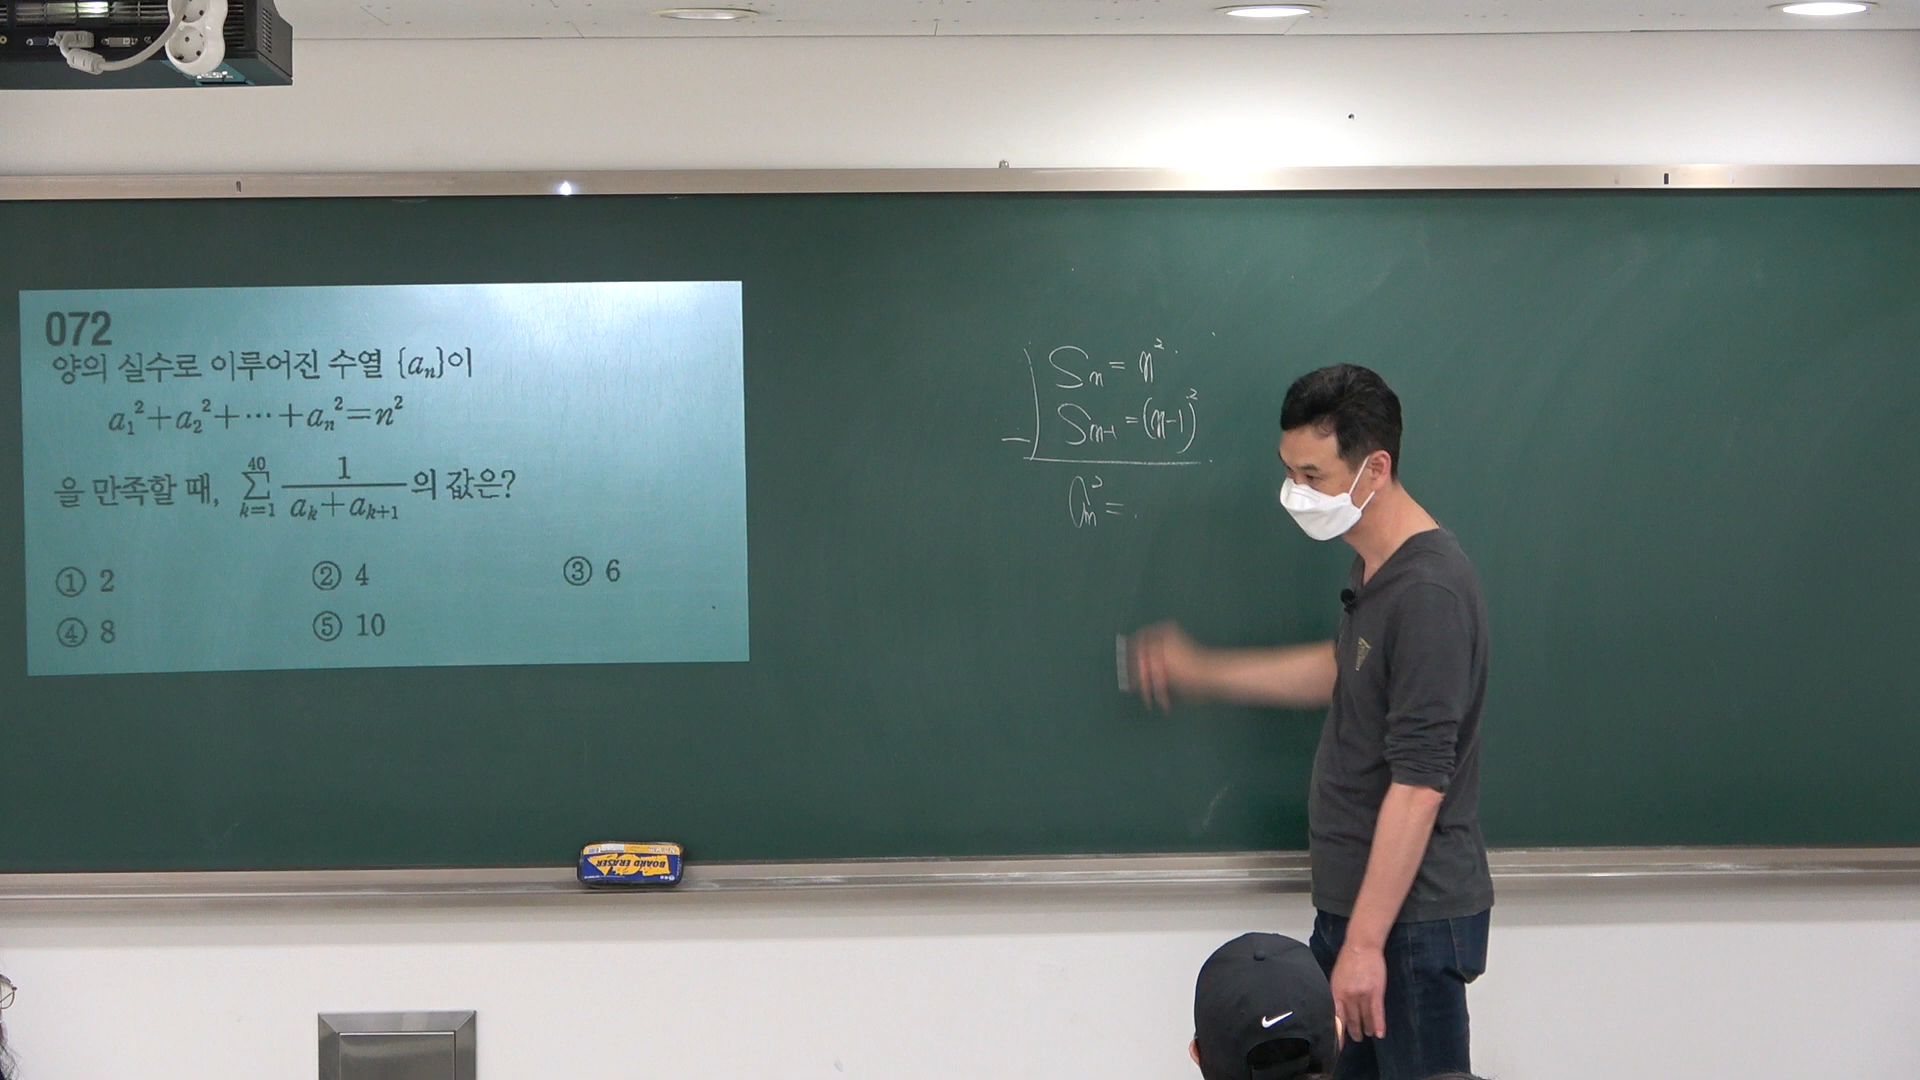 072
양의 실수로 이루어진 수열 {aₙ}이
a₁²+a₂²+⋯+aₙ²=n²
을 만족할 때, ∑ₖ₌₁⁴⁰ 1/(aₖ+aₖ₊₁) 의 값은?
① 2 ② 4 ③ 6
④ 8 ⑤ 10
Sₙ = n²
Sₙ₋₁ = (n-1)²
aₙ² =
BOARD ERASER